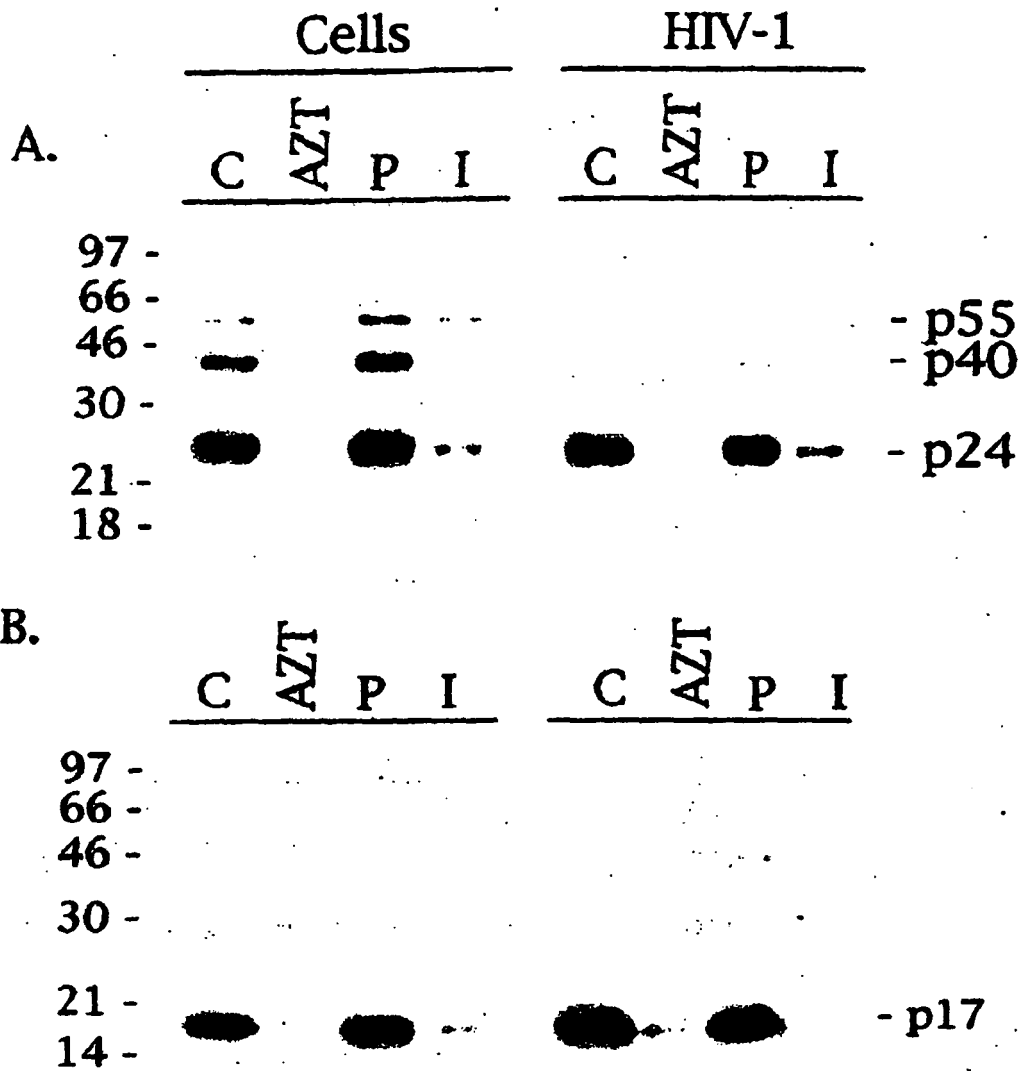 Cells HIV-1
A.
C AZT P I C AZT P I
97 -
66 -
- p55
46 -
- p40
30 -
- p24
21 -
18 -
B.
C AZT P I C AZT P I
97 -
66 -
46 -
30 -
21 -
- p17
14 -